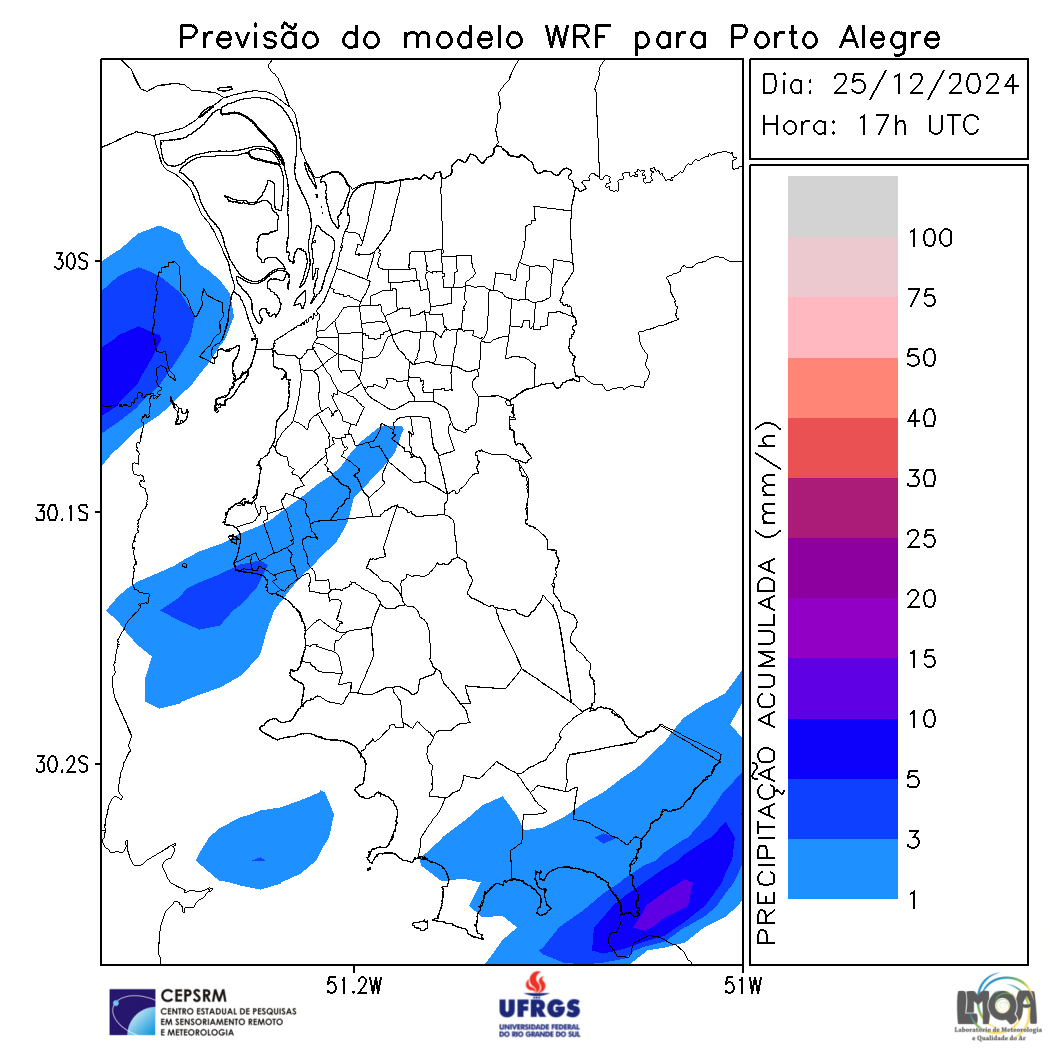 Previsão do modelo WRF para Porto Alegre
Dia: 25/12/2024
Hora: 17h UTC
30S
30.1S
30.2S
51.2W
51W
PRECIPITAÇÃO ACUMULADA (mm/h)
100
75
50
40
30
25
20
15
10
5
3
1
CEPSRM
CENTRO ESTADUAL DE PESQUISAS
EM SENSORIAMENTO REMOTO
E METEOROLOGIA
UFRGS
UNIVERSIDADE FEDERAL
DO RIO GRANDE DO SUL
LMQA
Laboratório de Meteorologia
e Qualidade do Ar